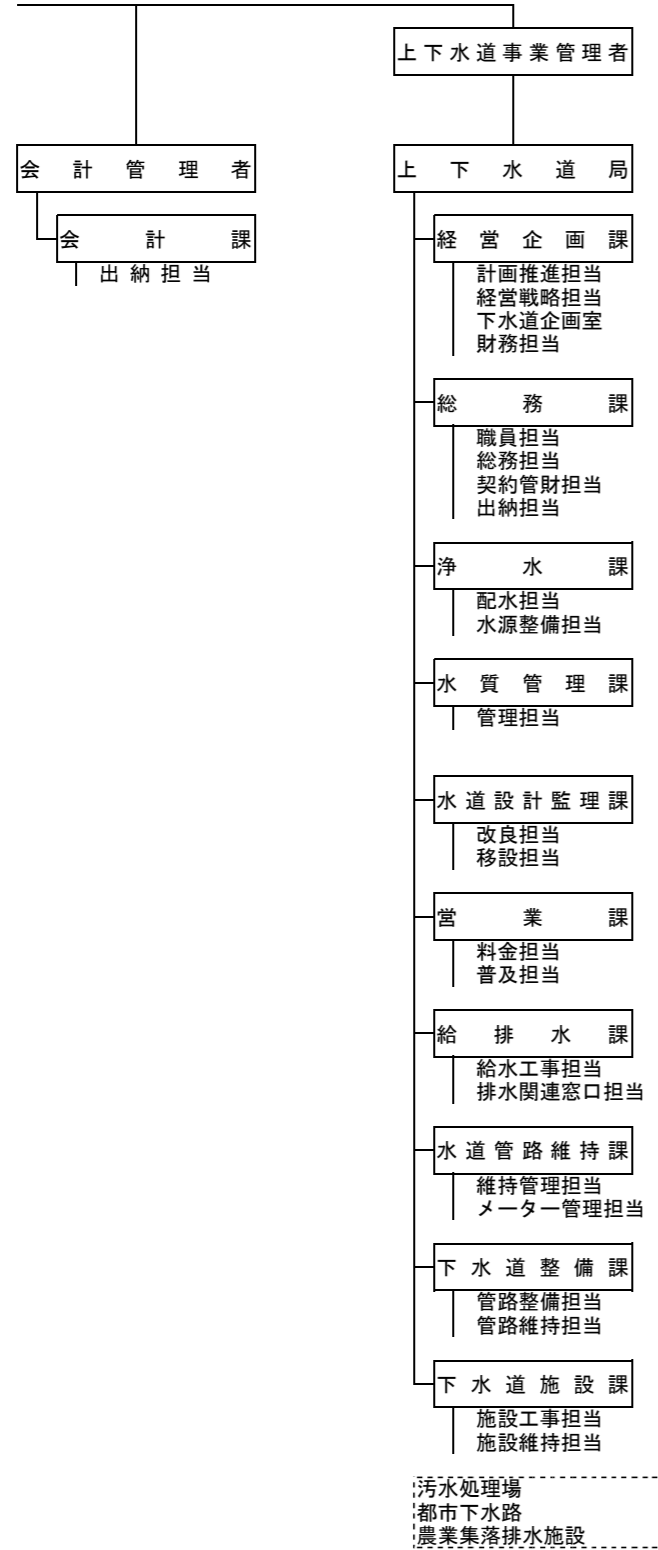 上下水道事業管理者
会計管理者
会計課
出納担当
上下水道局
経営企画課
計画推進担当
経営戦略担当
下水道企画室
財務担当
総務課
職員担当
総務担当
契約管財担当
出納担当
浄水課
配水担当
水源整備担当
水質管理課
管理担当
水道設計監理課
改良担当
移設担当
営業課
料金担当
普及担当
給排水課
給水工事担当
排水関連窓口担当
水道管路維持課
維持管理担当
メーター管理担当
下水道整備課
管路整備担当
管路維持担当
下水道施設課
施設工事担当
施設維持担当
汚水処理場
都市下水路
農業集落排水施設